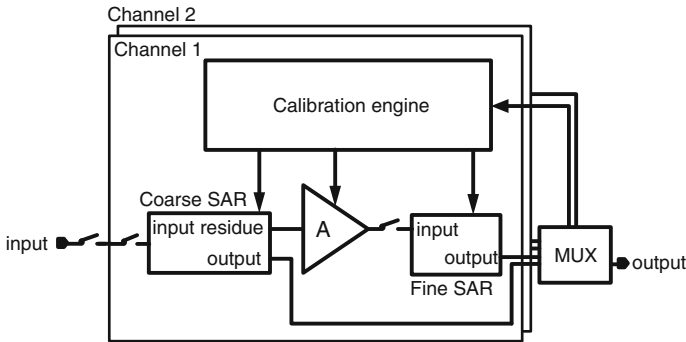 Channel 2
Channel 1
Calibration engine
Coarse SAR
input
input residue
output
A
input
output
Fine SAR
MUX
output